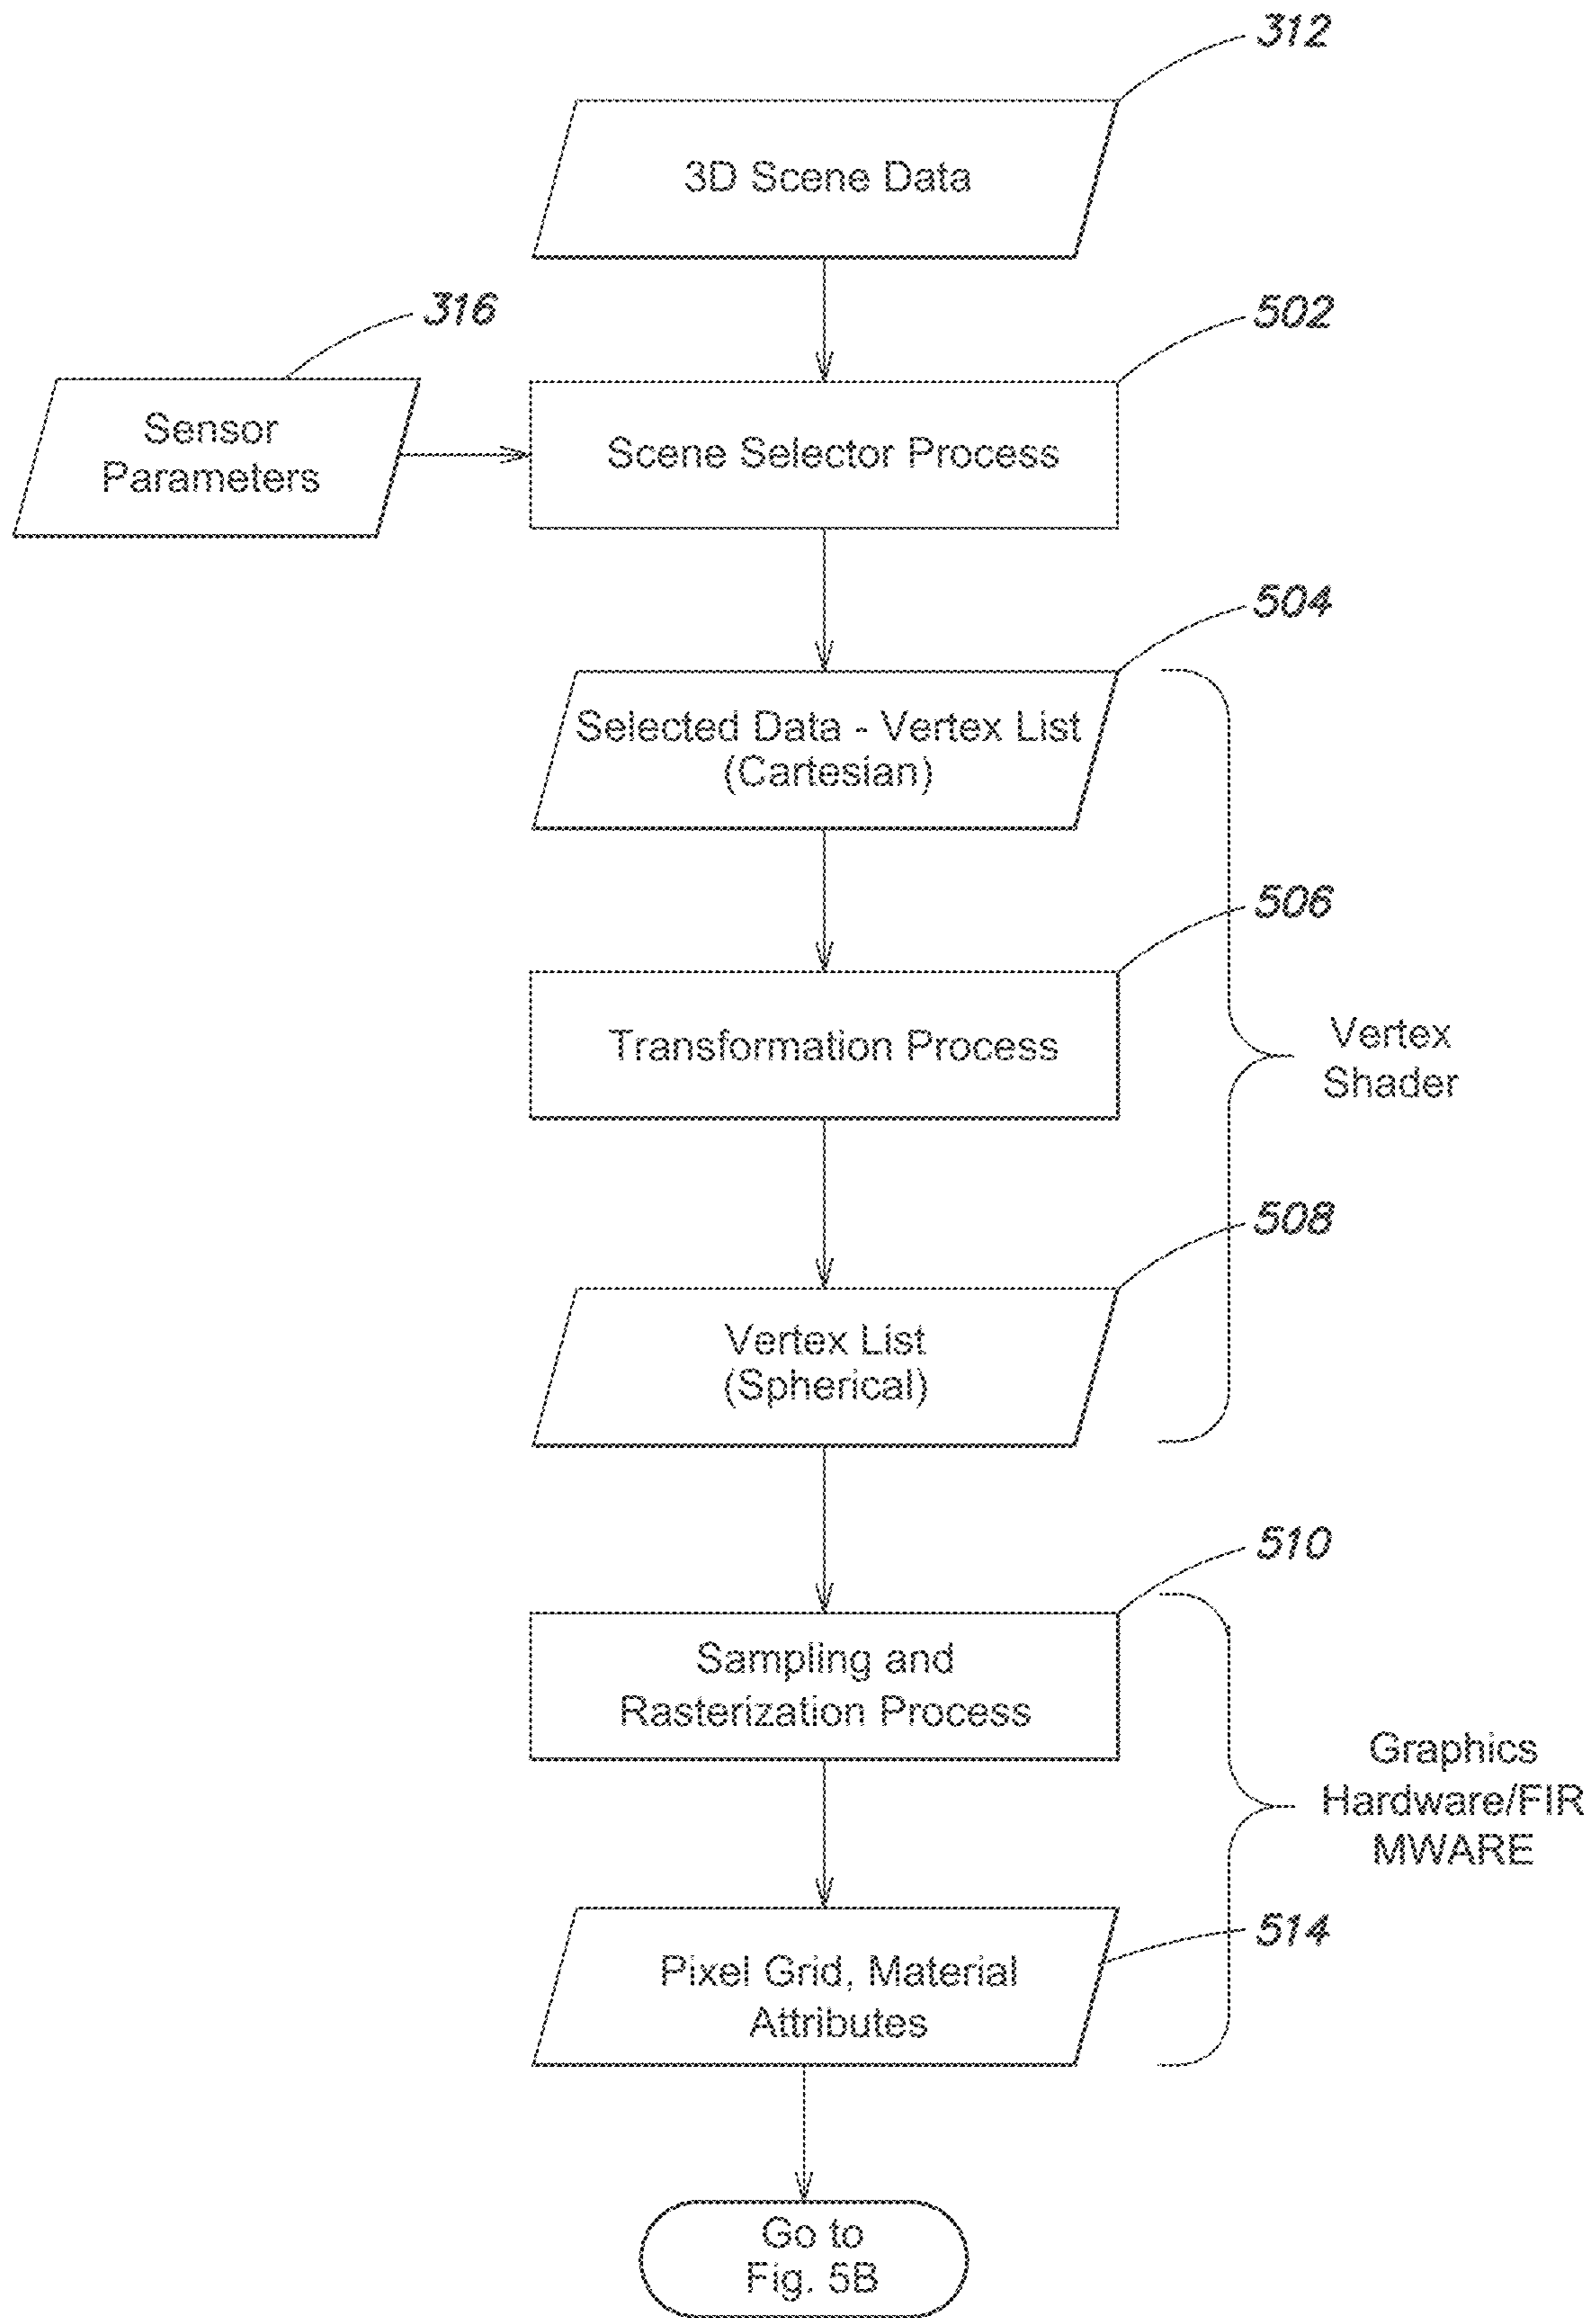 312
3D Scene Data
316
502
Sensor
Parameters
Scene Selector Process
504
Selected Data - Vertex List
(Cartesian)
506
Transformation Process
Vertex
Shader
508
Vertex List
(Spherical)
510
Sampling and
Rasterization Process
Graphics
Hardware/FIR
MWARE
514
Pixel Grid, Material
Attributes
Go to
Fig. 5B